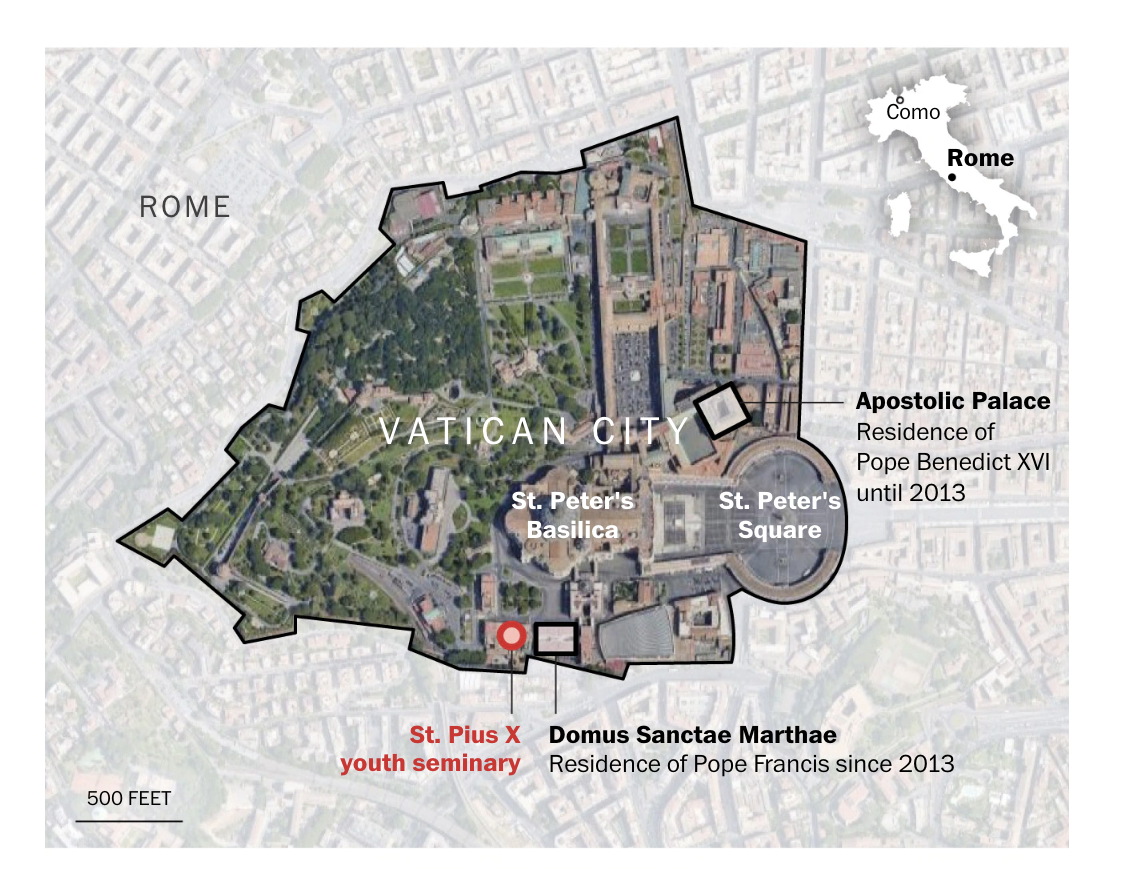 Como
Rome
ROME
Apostolic Palace
Residence of
Pope Benedict XVI
until 2013
VATICAN CITY
St. Peter's
Basilica
St. Peter's
Square
St. Pius X
youth seminary
Domus Sanctae Marthae
Residence of Pope Francis since 2013
500 FEET